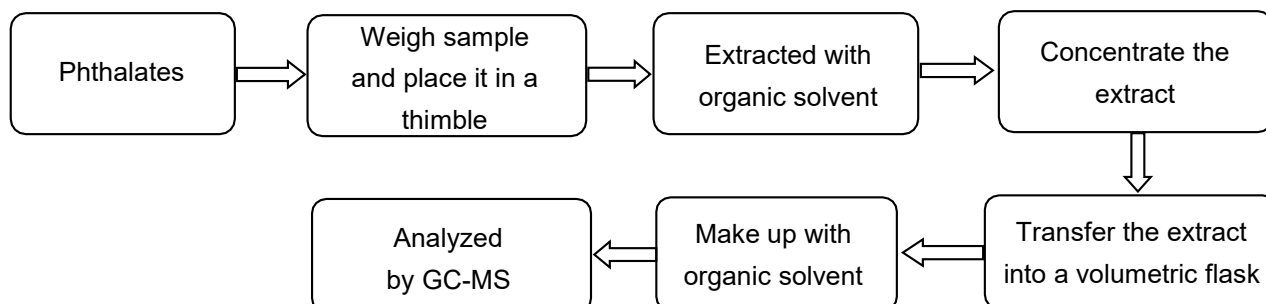 Phthalates
Weigh sample
and place it in a
thimble
Extracted with
organic solvent
Concentrate the
extract
Transfer the extract
into a volumetric flask
Make up with
organic solvent
Analyzed
by GC-MS